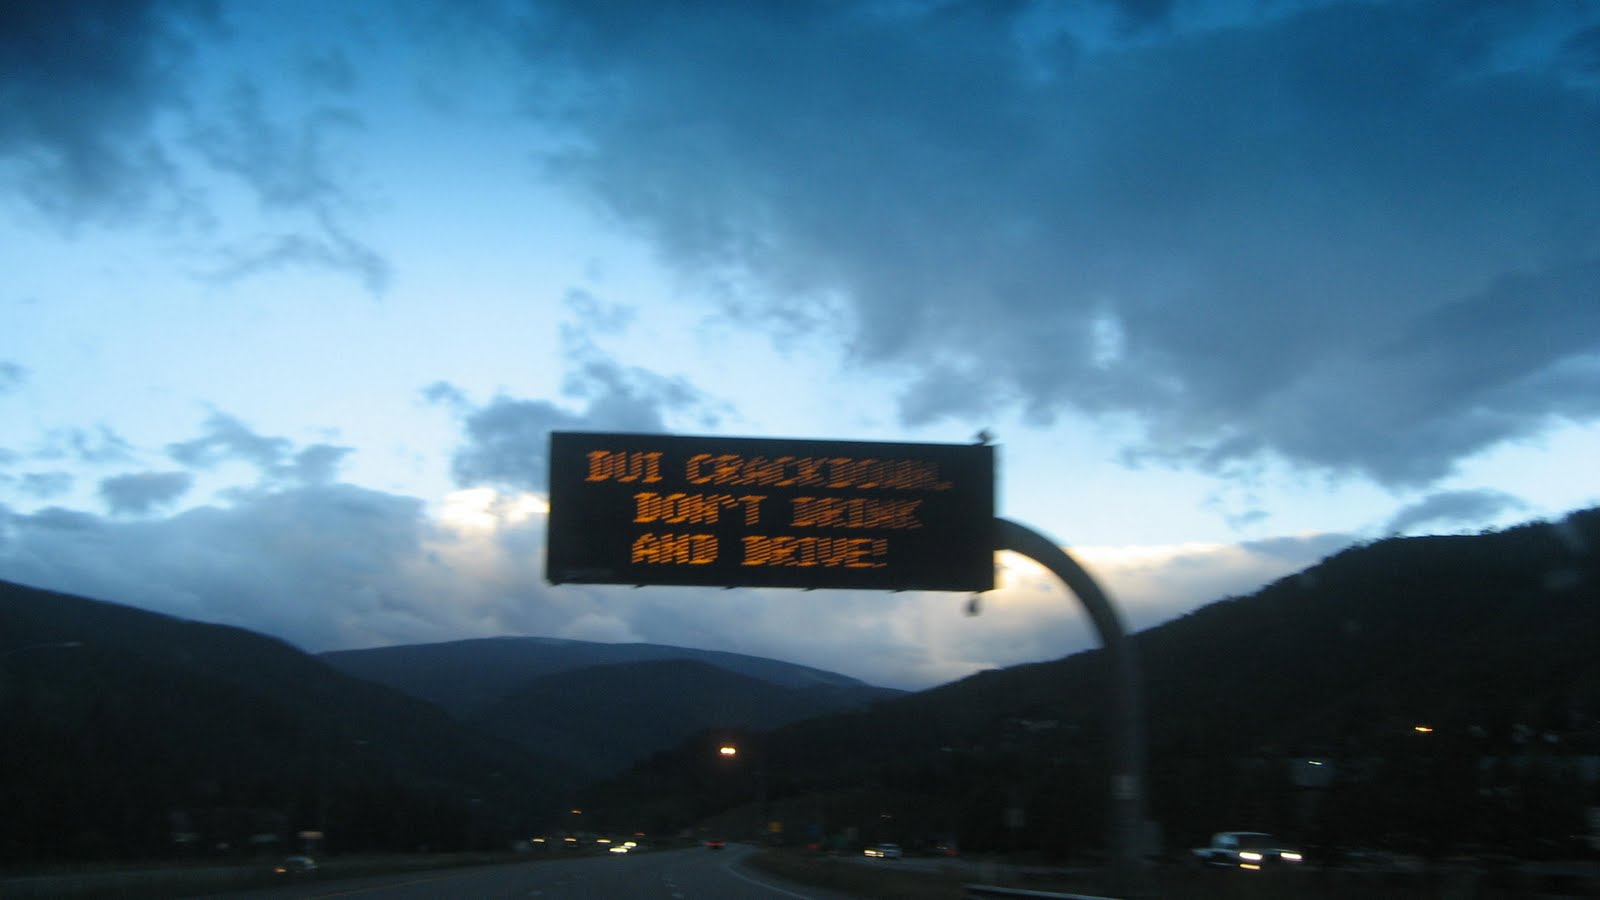 DUI CRACKDOWN.
DON'T DRINK
AND DRIVE!